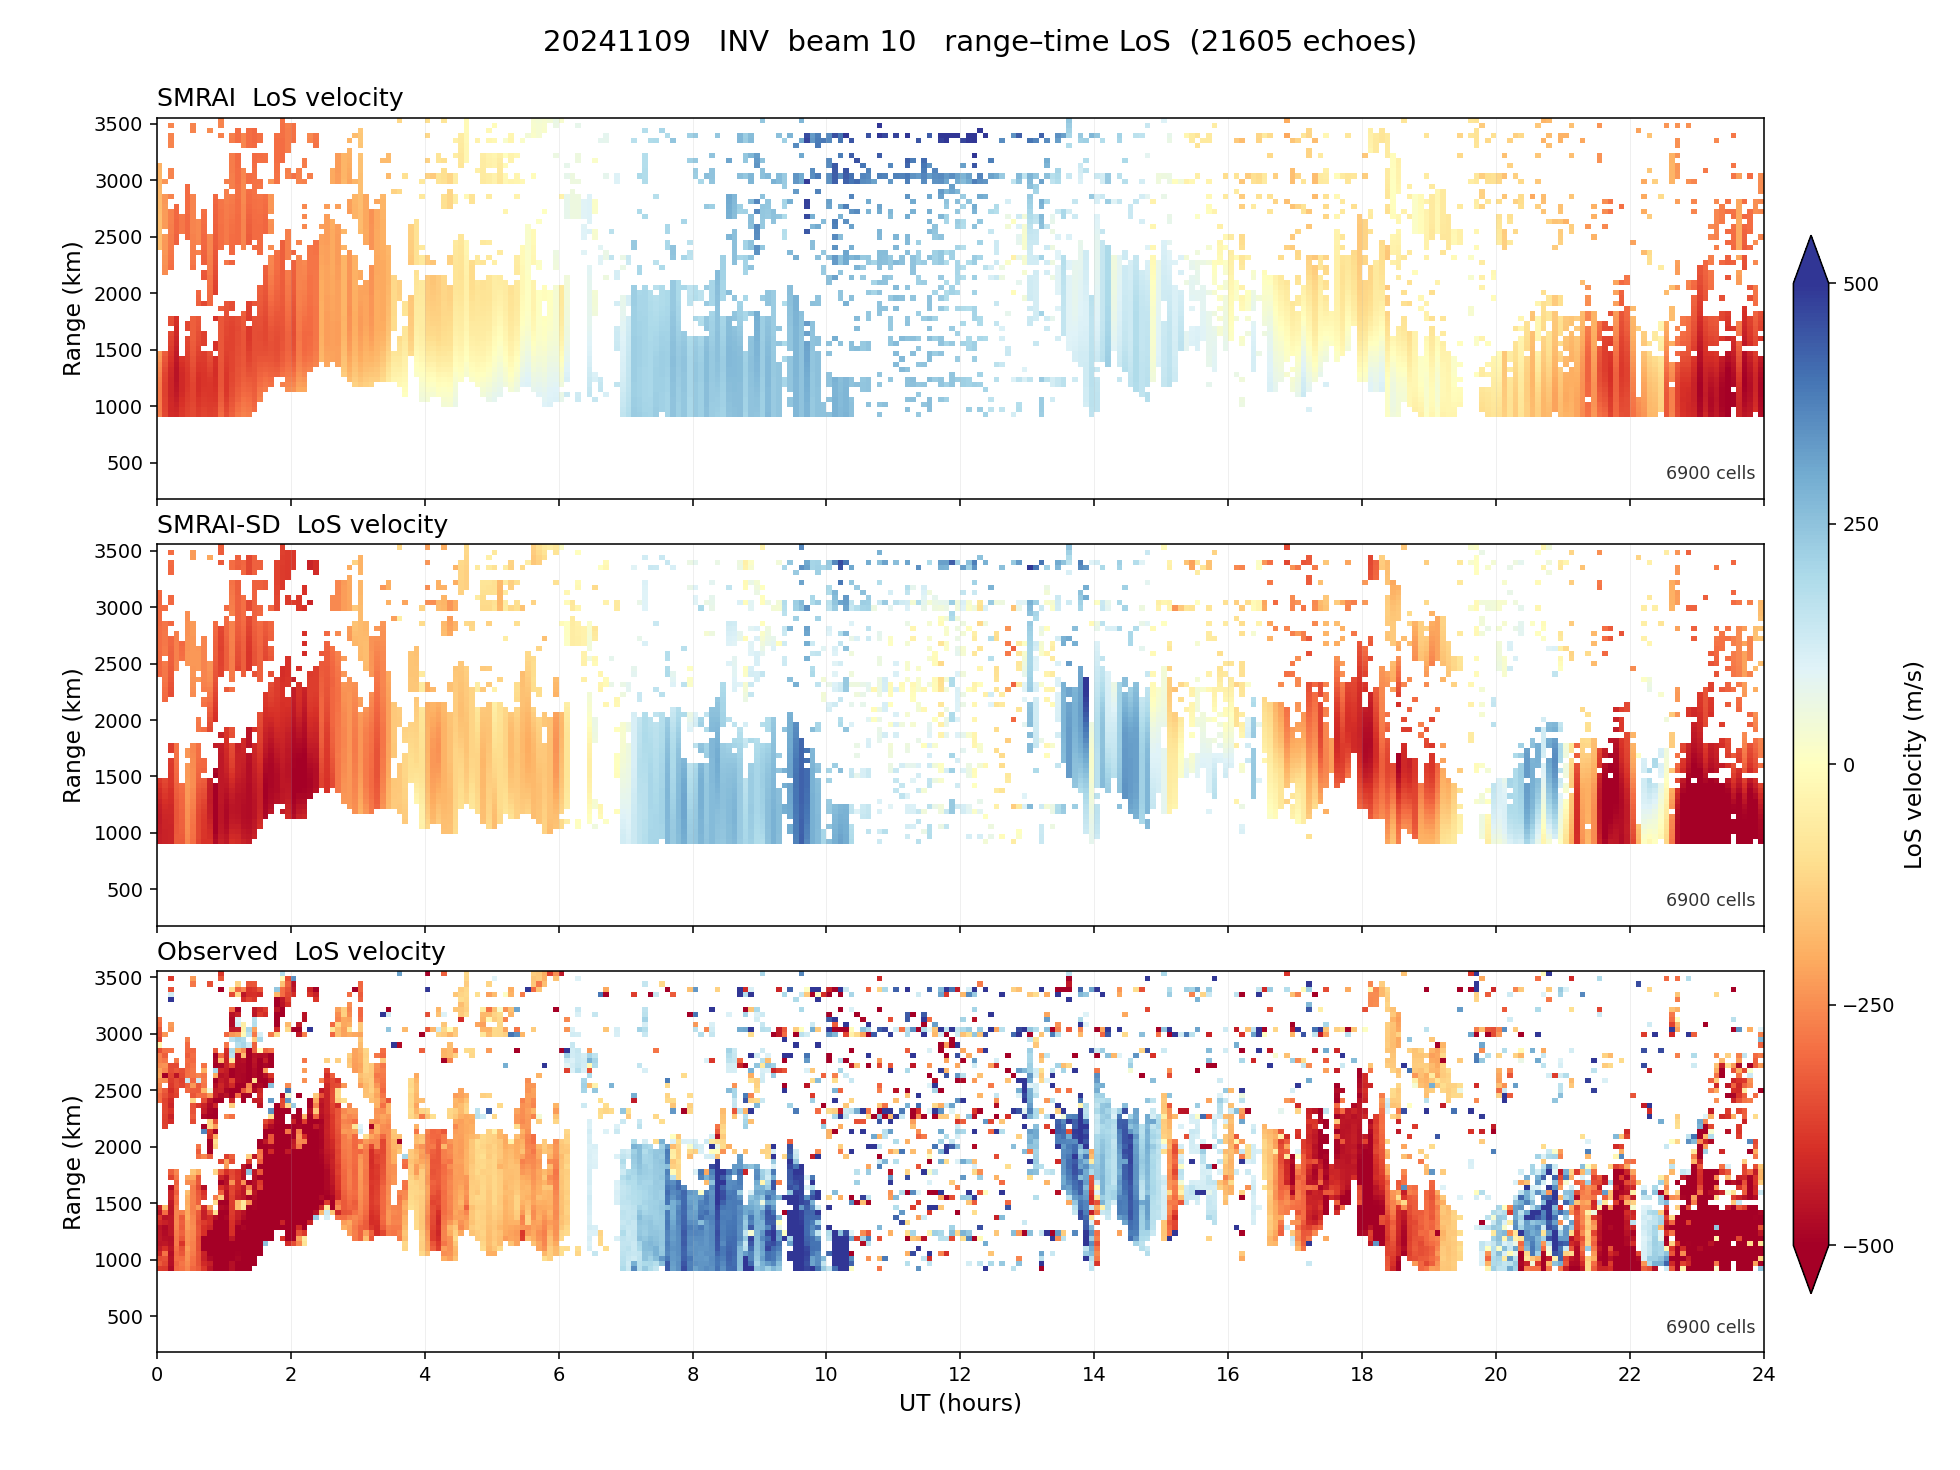 20241109   INV  beam 10   range–time LoS  (21605 echoes)
SMRAI  LoS velocity
3500
3000
2500
2000
1500
1000
500
Range (km)
6900 cells
SMRAI-SD  LoS velocity
3500
3000
2500
2000
1500
1000
500
Range (km)
6900 cells
Observed  LoS velocity
3500
3000
2500
2000
1500
1000
500
Range (km)
6900 cells
0 2 4 6 8 10 12 14 16 18 20 22 24
UT (hours)
500
250
0
−250
−500
LoS velocity (m/s)